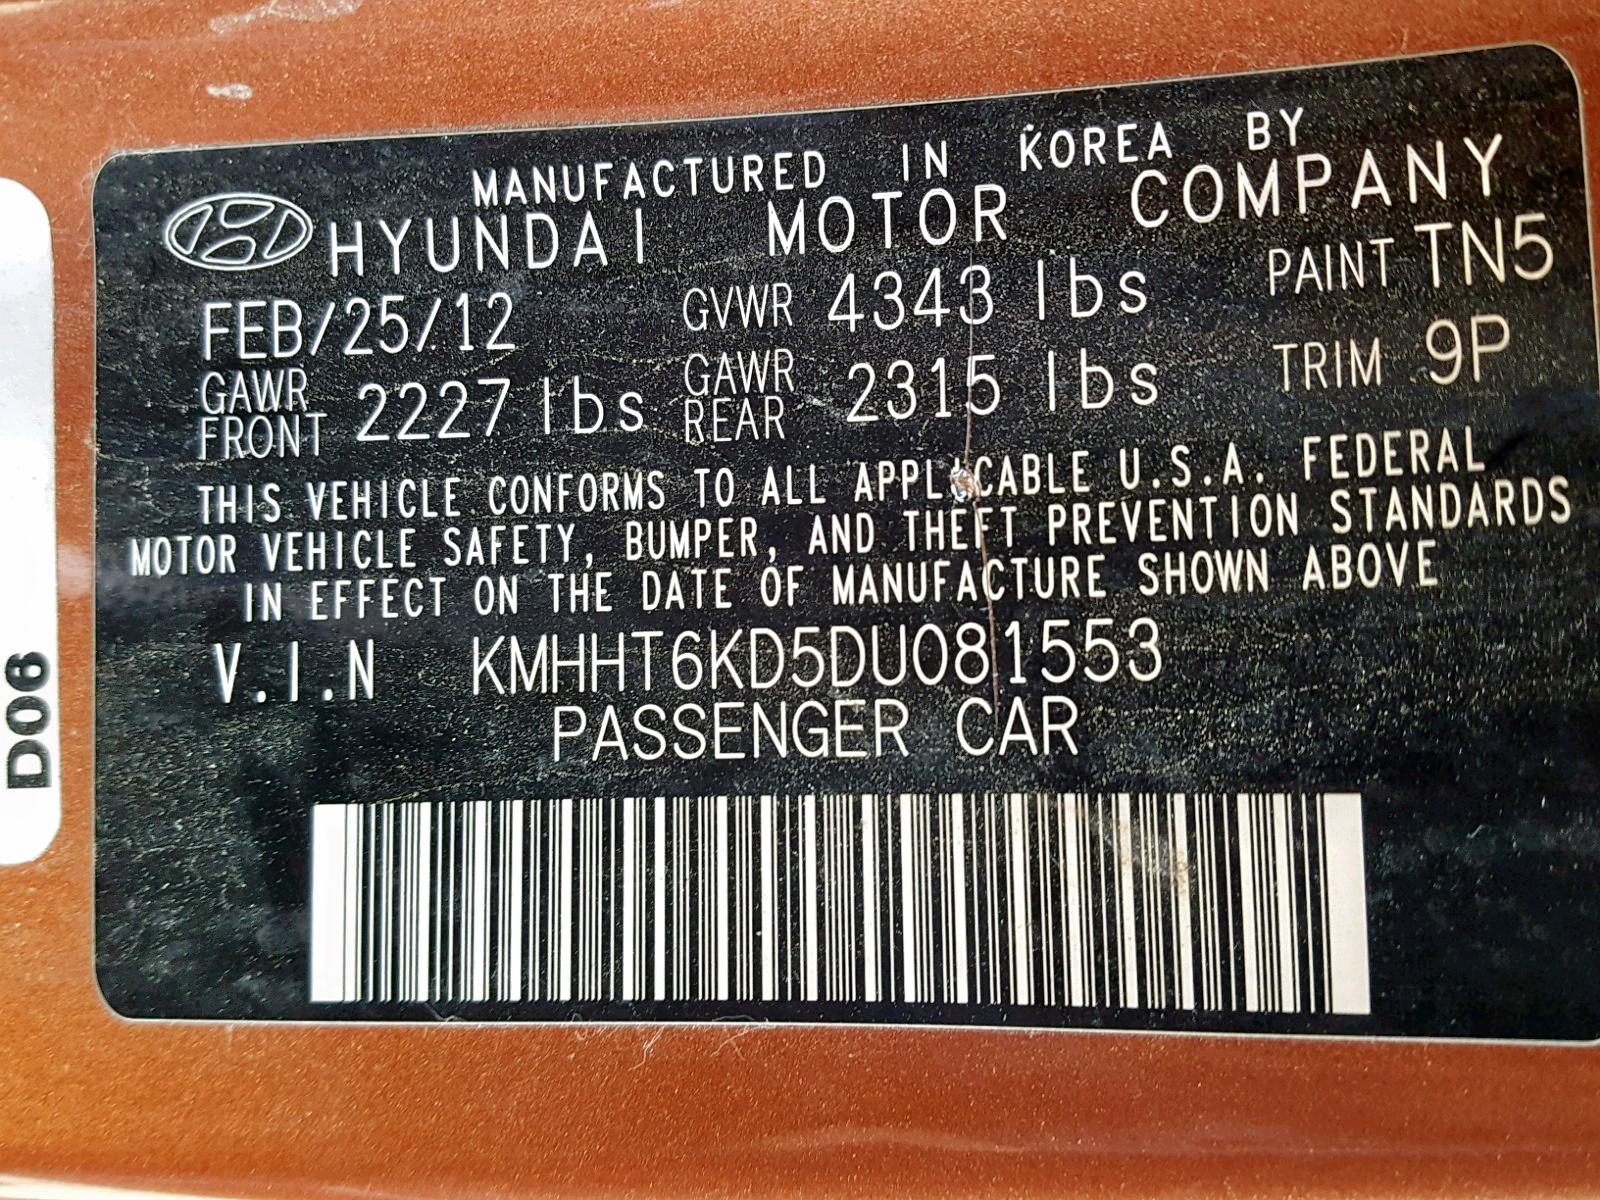 MANUFACTURED IN KOREA BY
HYUNDAI MOTOR COMPANY
FEB/25/12 GVWR 4343 lbs PAINT TN5
GAWR FRONT 2227 lbs GAWR REAR 2315 lbs TRIM 9P
THIS VEHICLE CONFORMS TO ALL APPLICABLE U.S.A. FEDERAL
MOTOR VEHICLE SAFETY, BUMPER, AND THEFT PREVENTION STANDARDS
IN EFFECT ON THE DATE OF MANUFACTURE SHOWN ABOVE
V.I.N KMHHT6KD5DU081553
PASSENGER CAR
D06